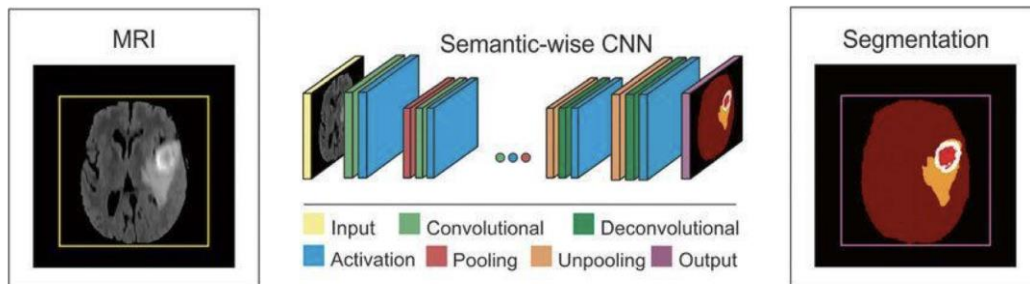 MRI
Semantic-wise CNN
Segmentation
Input
Convolutional
Deconvolutional
Activation
Pooling
Unpooling
Output